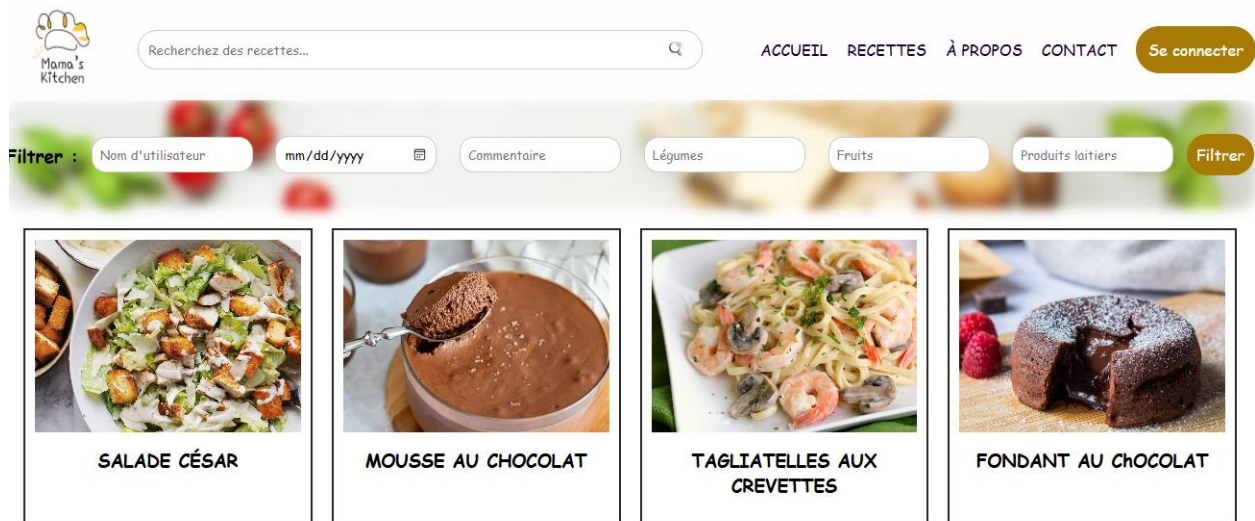 Mama's
Kitchen
Recherchez des recettes...
ACCUEIL RECETTES À PROPOS CONTACT Se connecter
Filtrer : Nom d'utilisateur mm/dd/yyyy Commentaire Légumes Fruits Produits laitiers Filtrer
SALADE CÉSAR
MOUSSE AU CHOCOLAT
TAGLIATELLES AUX
CREVETTES
FONDANT AU ChOCOLAT